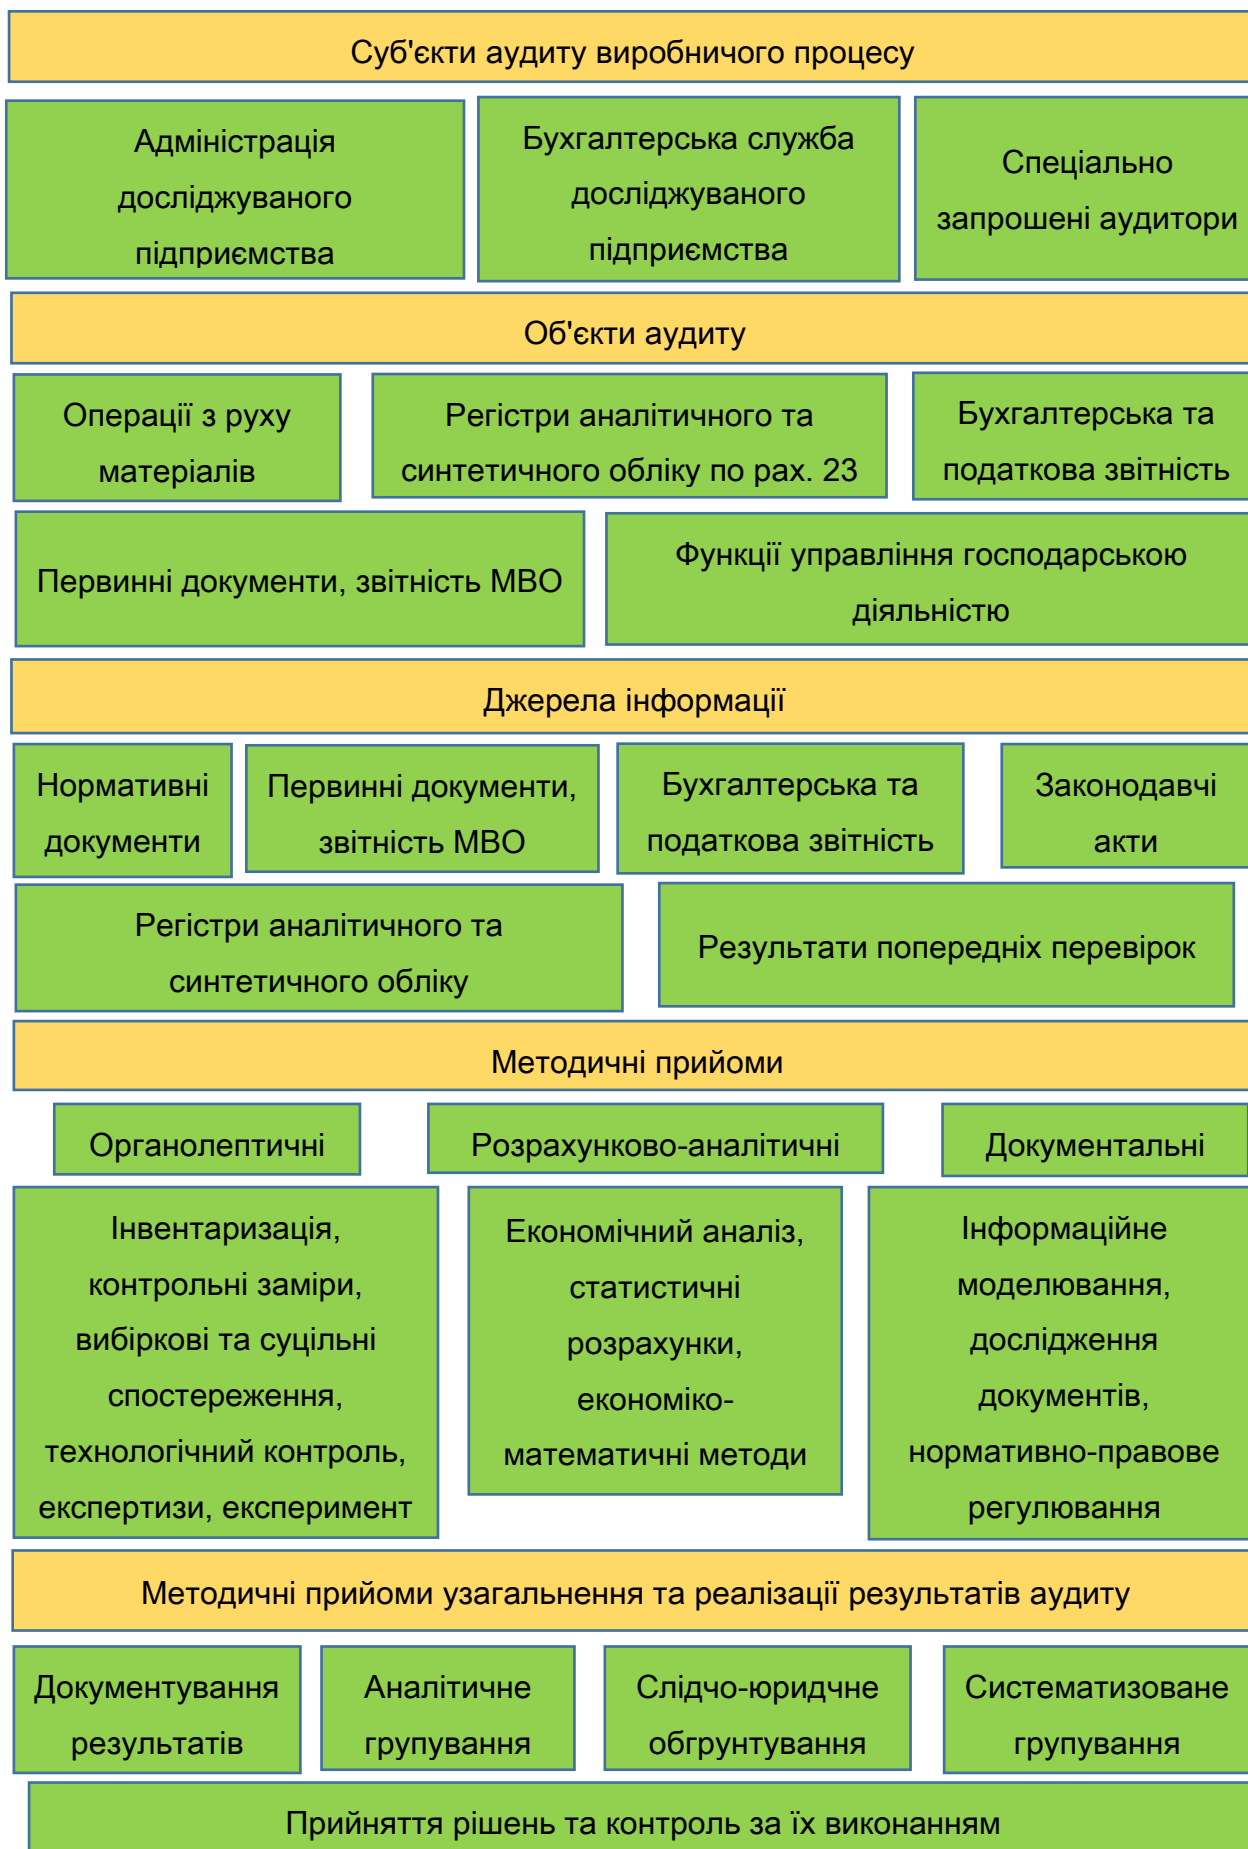 Суб'єкти аудиту виробничого процесу
Адміністрація
досліджуваного
підприємства
Бухгалтерська служба
досліджуваного
підприємства
Спеціально
запрошені аудитори
Об'єкти аудиту
Операції з руху
матеріалів
Регістри аналітичного та
синтетичного обліку по рах. 23
Бухгалтерська та
податкова звітність
Первинні документи, звітність МВО
Функції управління господарською
діяльністю
Джерела інформації
Нормативні
документи
Первинні документи,
звітність МВО
Бухгалтерська та
податкова звітність
Законодавчі
акти
Регістри аналітичного та
синтетичного обліку
Результати попередніх перевірок
Методичні прийоми
Органолептичні
Розрахунково-аналітичні
Документальні
Інвентаризація,
контрольні заміри,
вибіркові та суцільні
спостереження,
технологічний контроль,
експертизи, експеримент
Економічний аналіз,
статистичні
розрахунки,
економіко-
математичні методи
Інформаційне
моделювання,
дослідження
документів,
нормативно-правове
регулювання
Методичні прийоми узагальнення та реалізації результатів аудиту
Документування
результатів
Аналітичне
групування
Слідчо-юридчне
обгрунтування
Систематизоване
групування
Прийняття рішень та контроль за їх виконанням